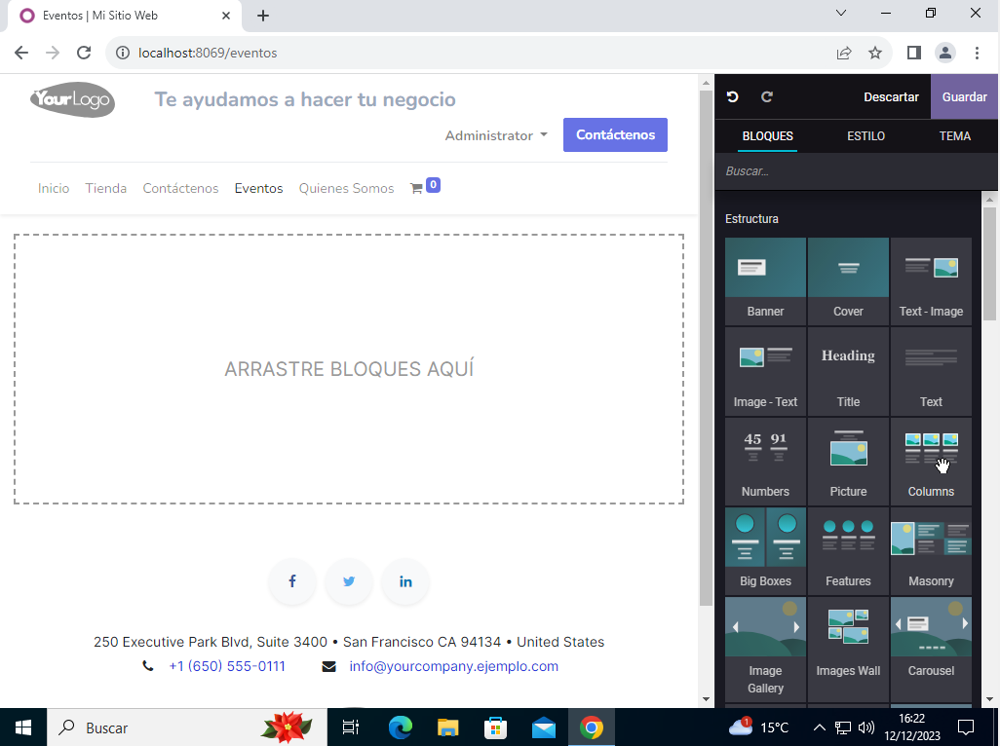 Eventos | Mi Sitio Web
localhost:8069/eventos
YourLogo
Te ayudamos a hacer tu negocio
Administrator
Contáctenos
Inicio
Tienda
Contáctenos
Eventos
Quienes Somos
0
ARRASTRE BLOQUES AQUÍ
250 Executive Park Blvd, Suite 3400 • San Francisco CA 94134 • United States
+1 (650) 555-0111
info@yourcompany.ejemplo.com
Descartar
Guardar
BLOQUES
ESTILO
TEMA
Buscar...
Estructura
Banner
Cover
Text - Image
Image - Text
Heading
Title
Text
45 91
Numbers
Picture
Columns
Big Boxes
Features
Masonry
Image
Gallery
Images Wall
Carousel
Buscar
1
15°C
16:22
12/12/2023